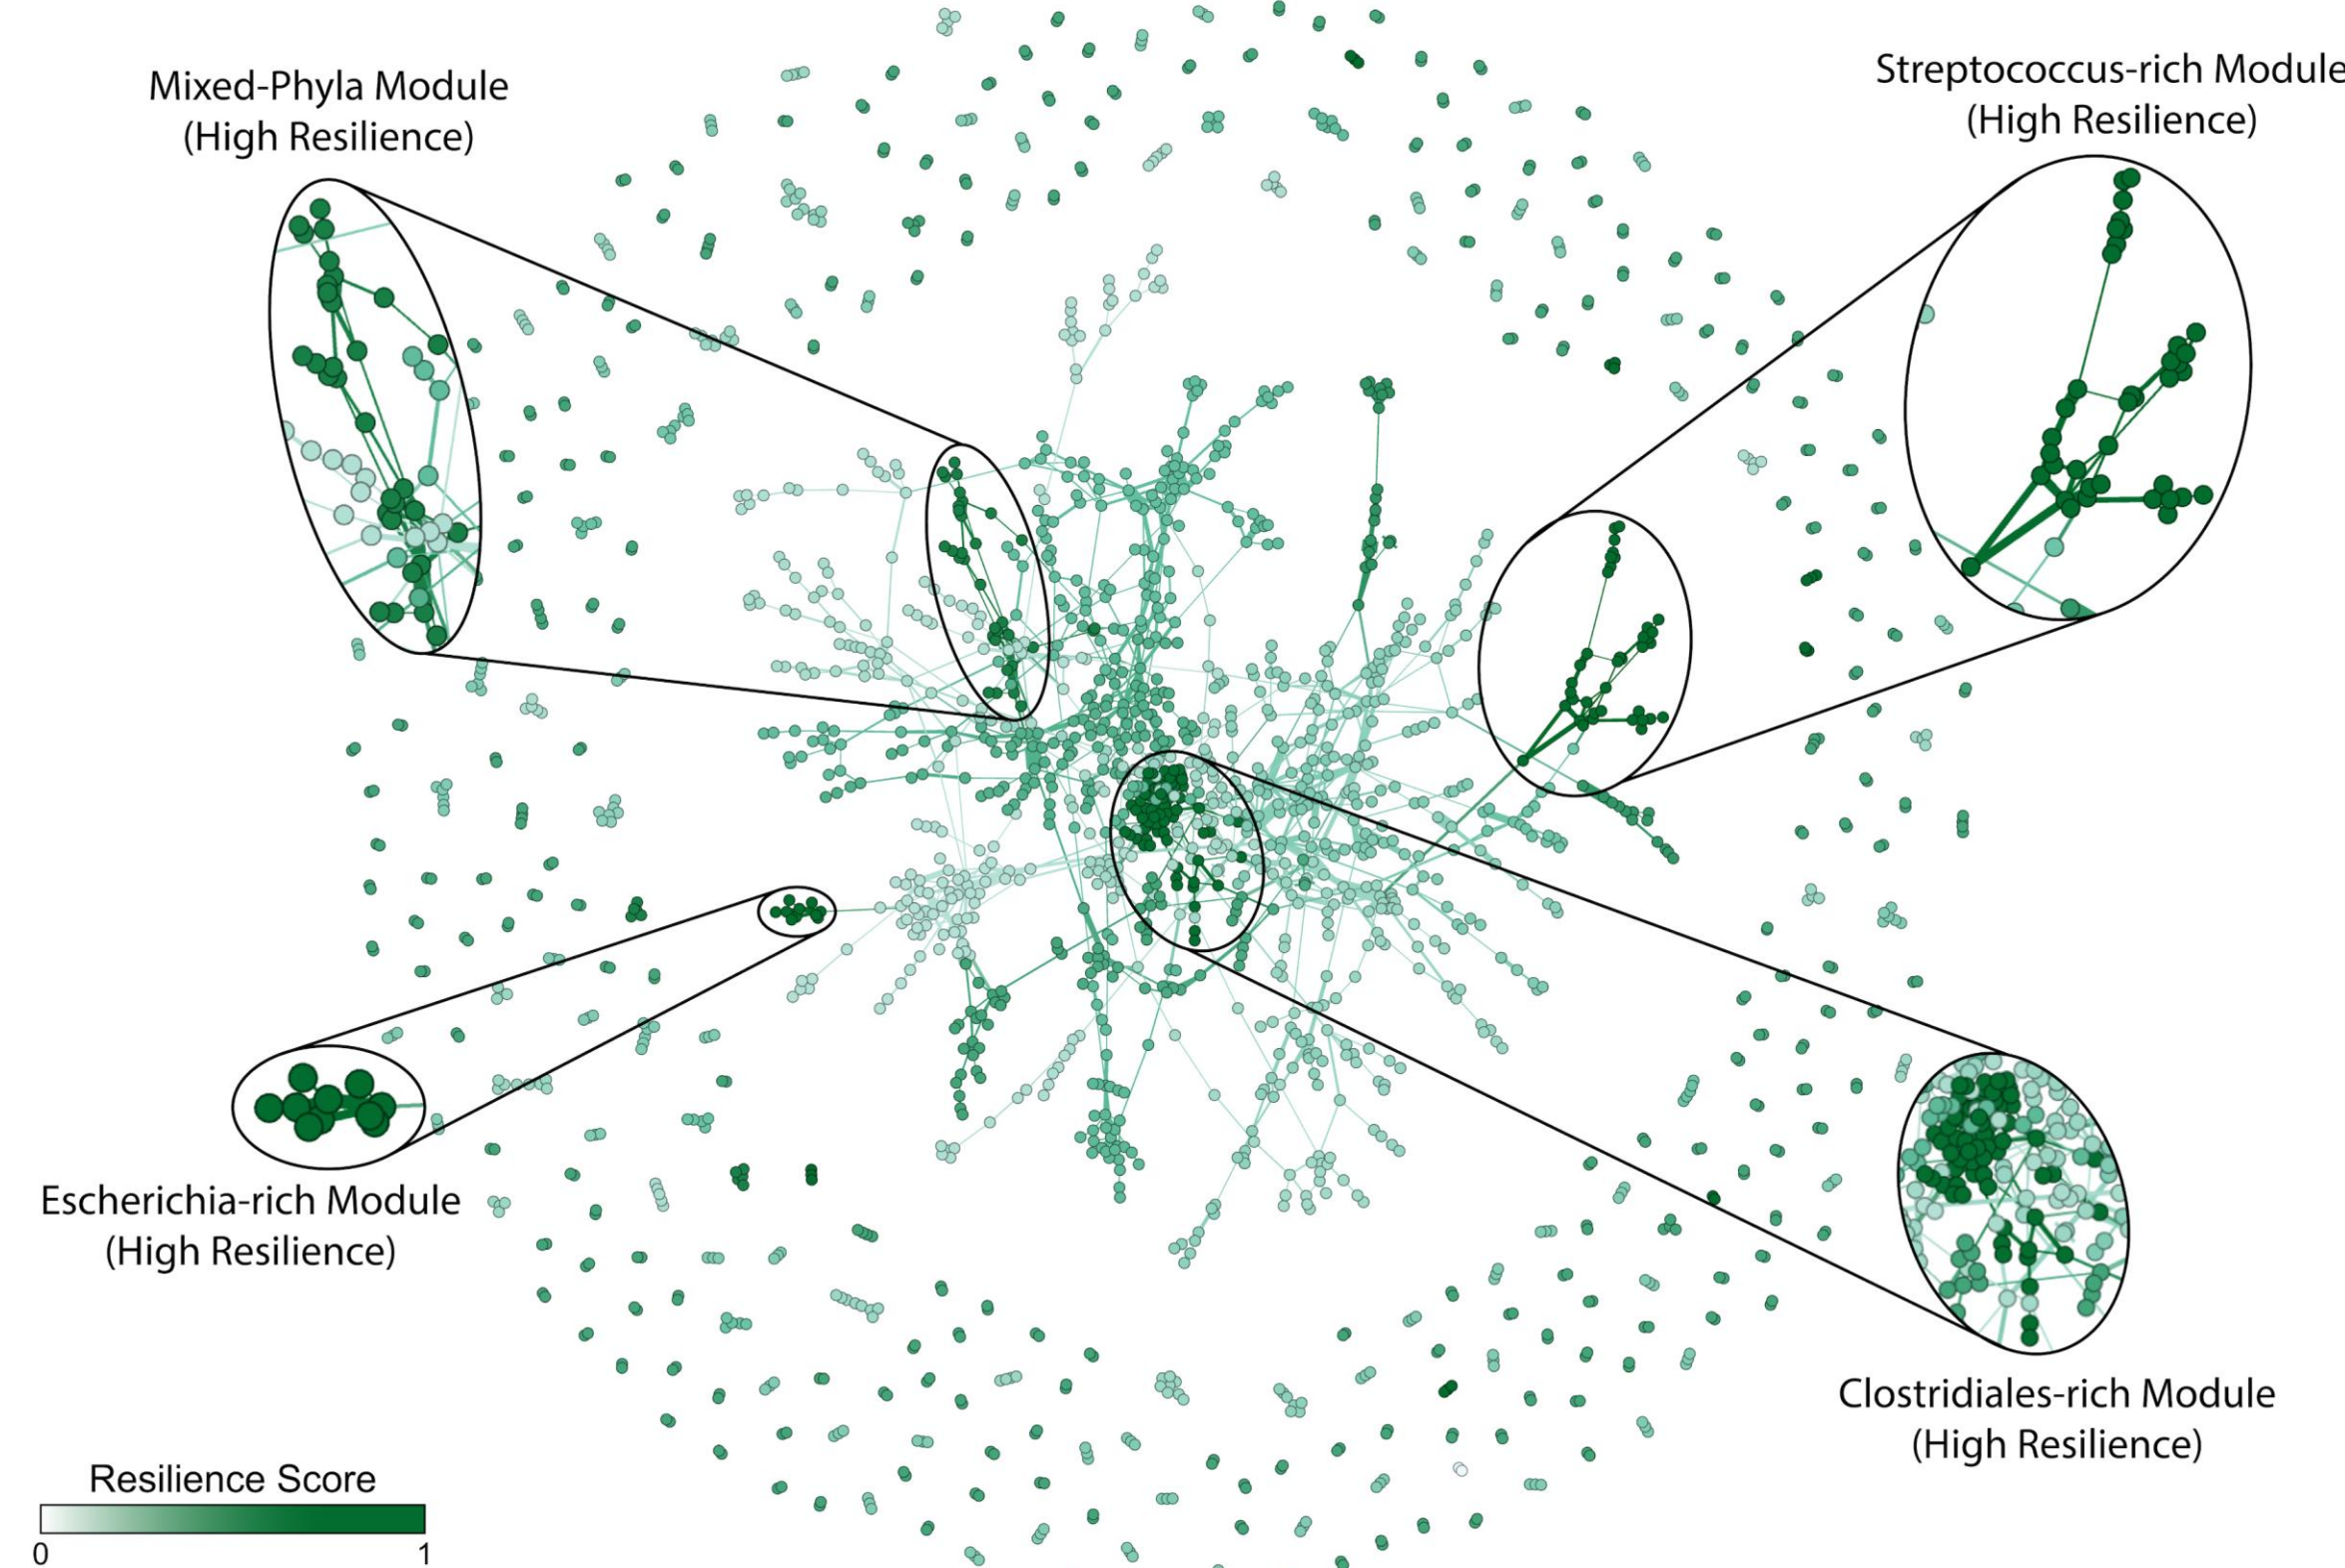 Mixed-Phyla Module
(High Resilience)
Streptococcus-rich Module
(High Resilience)
Escherichia-rich Module
(High Resilience)
Clostridiales-rich Module
(High Resilience)
Resilience Score
0 1